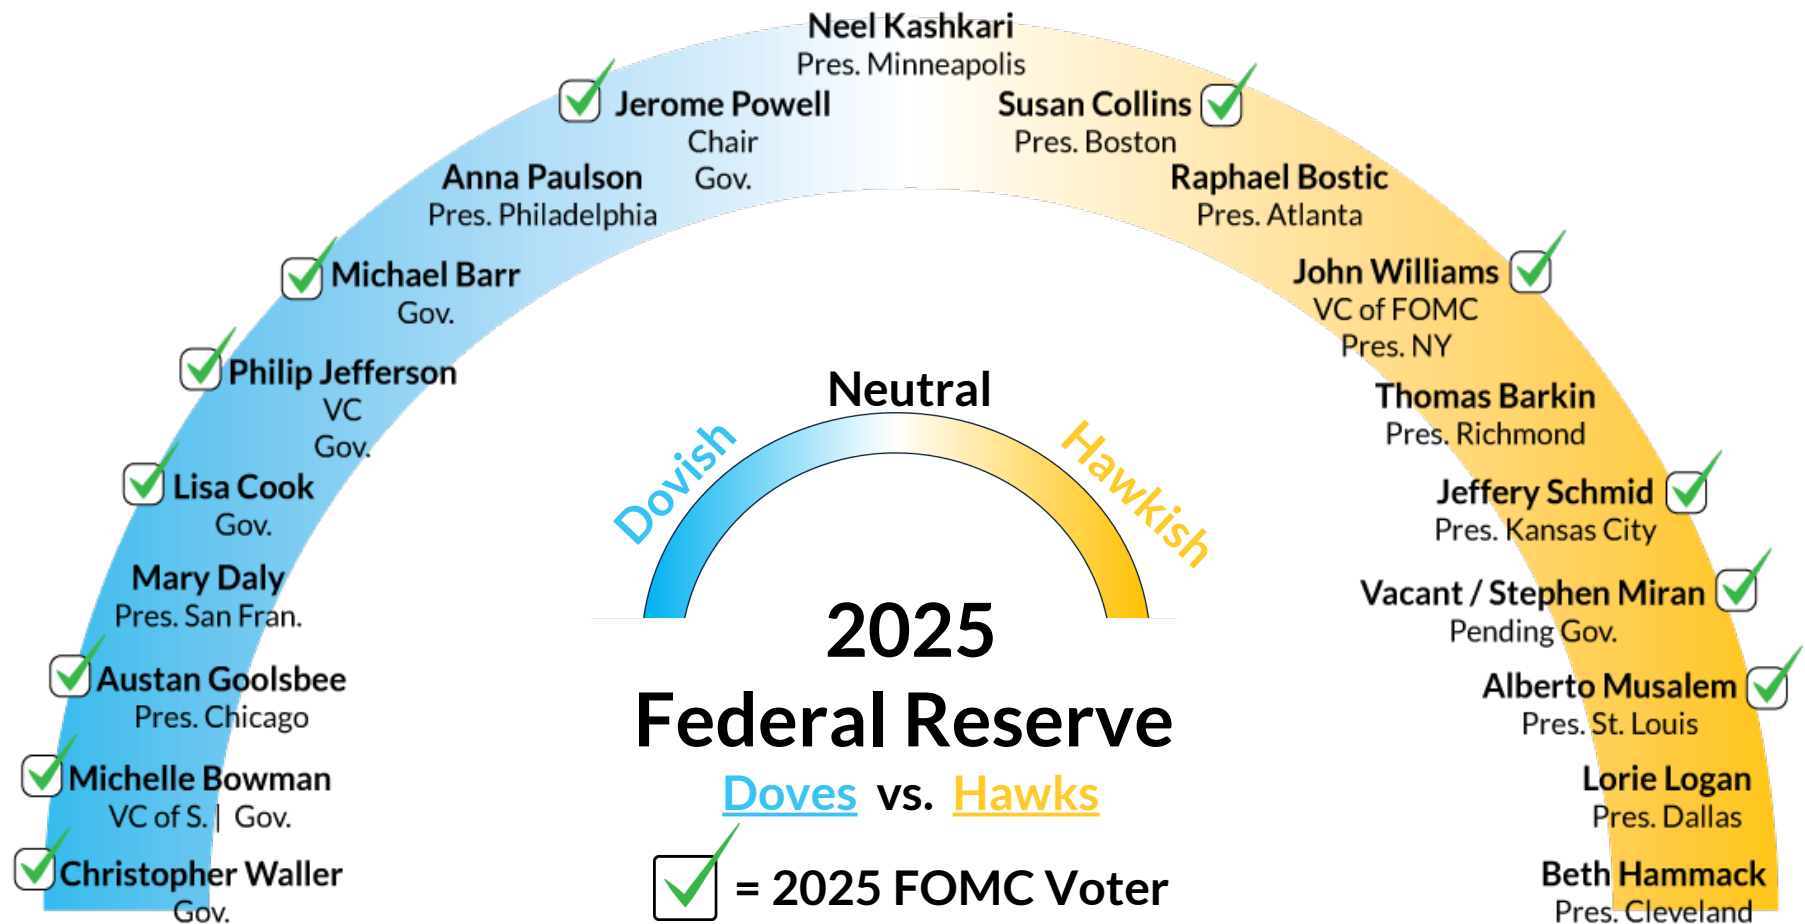 Neel Kashkari
Pres. Minneapolis
Jerome Powell
Chair
Gov.
Susan Collins
Pres. Boston
Anna Paulson
Pres. Philadelphia
Raphael Bostic
Pres. Atlanta
Michael Barr
Gov.
John Williams
VC of FOMC
Pres. NY
Philip Jefferson
VC
Gov.
Thomas Barkin
Pres. Richmond
Lisa Cook
Gov.
Jeffery Schmid
Pres. Kansas City
Mary Daly
Pres. San Fran.
Vacant / Stephen Miran
Pending Gov.
Austan Goolsbee
Pres. Chicago
Alberto Musalem
Pres. St. Louis
Michelle Bowman
VC of S. | Gov.
Lorie Logan
Pres. Dallas
Christopher Waller
Gov.
Beth Hammack
Pres. Cleveland
Neutral
Dovish
Hawkish
2025
Federal Reserve
Doves vs. Hawks
= 2025 FOMC Voter